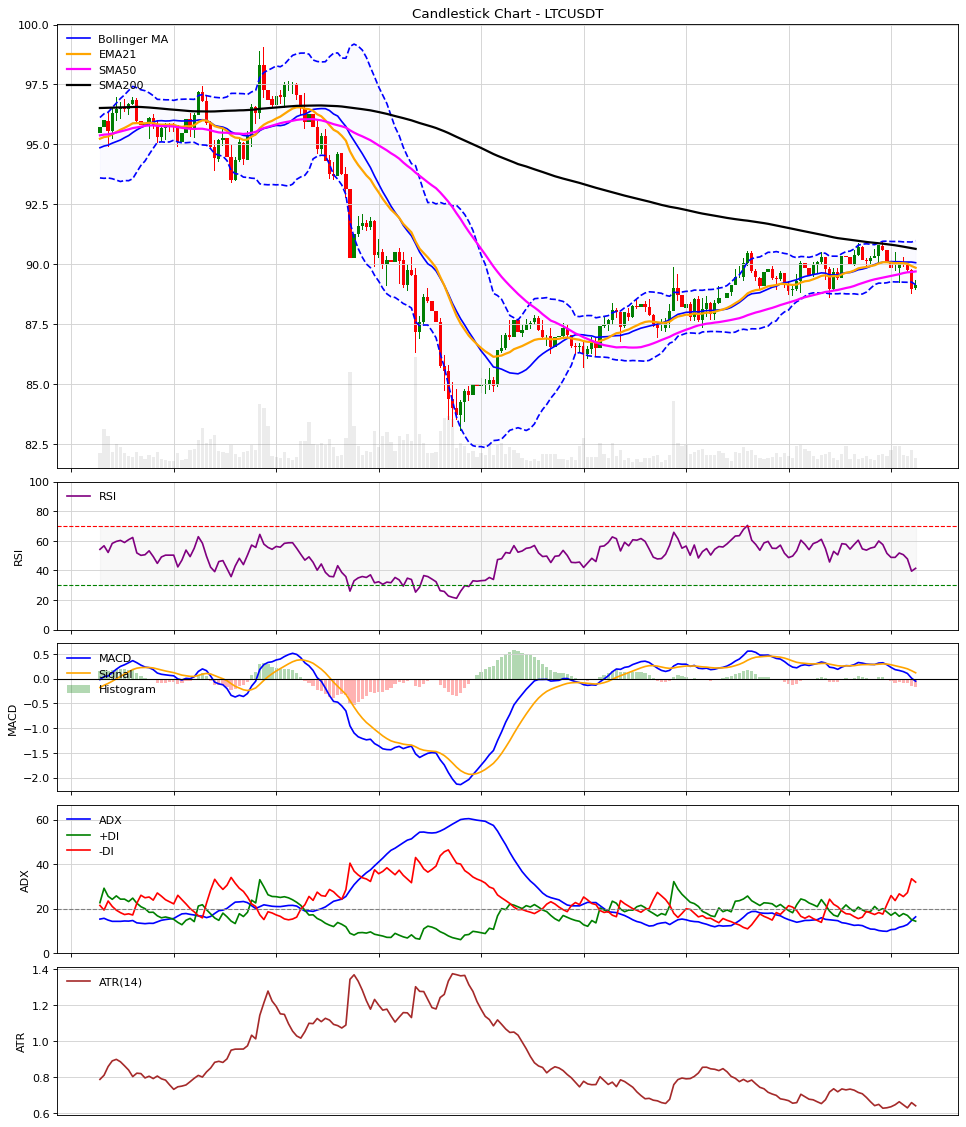 Candlestick Chart - LTCUSDT
100.0
97.5
95.0
92.5
90.0
87.5
85.0
82.5
Bollinger MA
EMA21
SMA50
SMA200
RSI
100
80
60
40
20
0
RSI
MACD
0.5
0.0
−0.5
−1.0
−1.5
−2.0
MACD
Signal
Histogram
ADX
60
40
20
0
ADX
+DI
-DI
ATR
1.4
1.2
1.0
0.8
0.6
ATR(14)